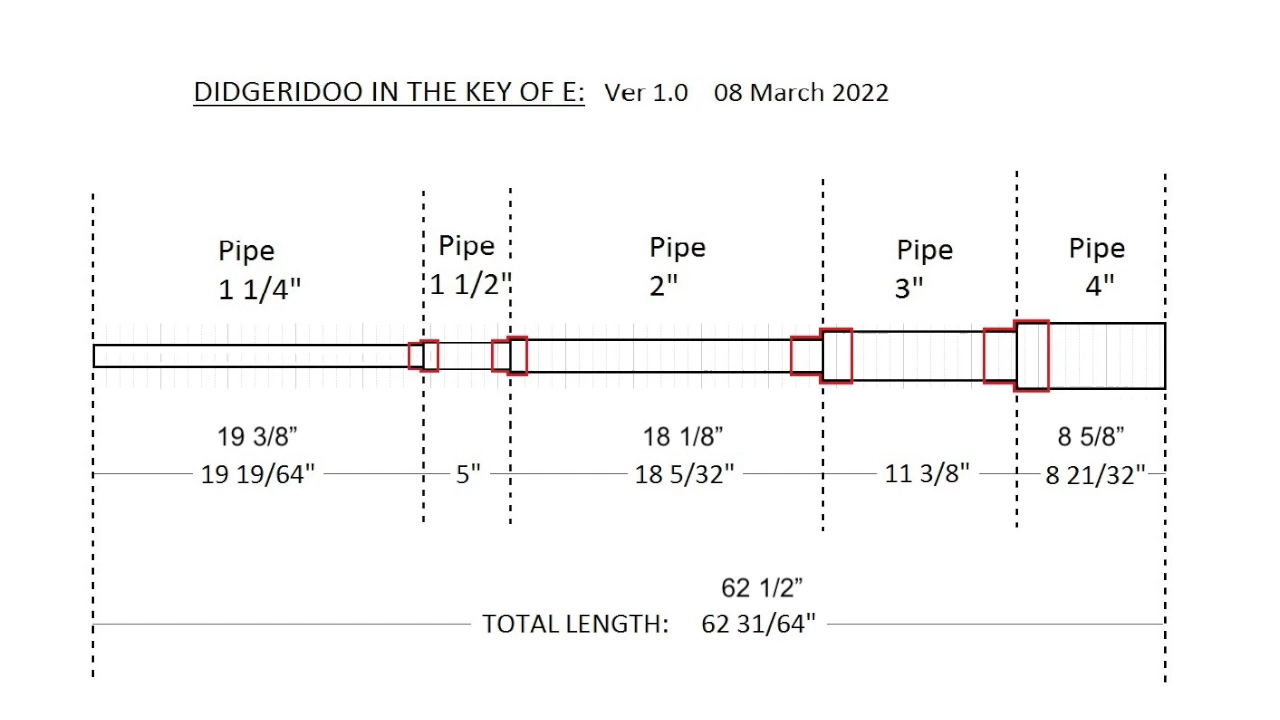 DIDGERIDOO IN THE KEY OF E: Ver 1.0 08 March 2022
Pipe
1 1/4"
Pipe
1 1/2"
Pipe
2"
Pipe
3"
Pipe
4"
19 3/8”
18 1/8”
8 5/8”
19 19/64"
5"
18 5/32"
11 3/8"
8 21/32"
62 1/2”
TOTAL LENGTH: 62 31/64"